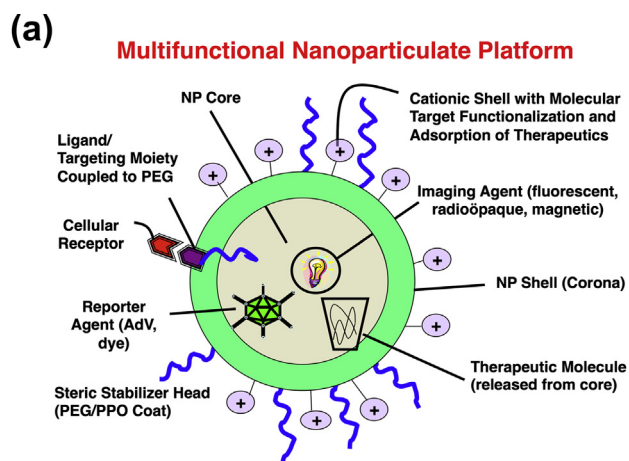 (a)
Multifunctional Nanoparticulate Platform
NP Core
Cationic Shell with Molecular
Target Functionalization and
Adsorption of Therapeutics
Ligand/
Targeting Moiety
Coupled to PEG
Imaging Agent (fluorescent,
radioöpaque, magnetic)
Cellular
Receptor
NP Shell (Corona)
Reporter
Agent (AdV,
dye)
Therapeutic Molecule
(released from core)
Steric Stabilizer Head
(PEG/PPO Coat)
+
+
+
+
+
+
+
+
+